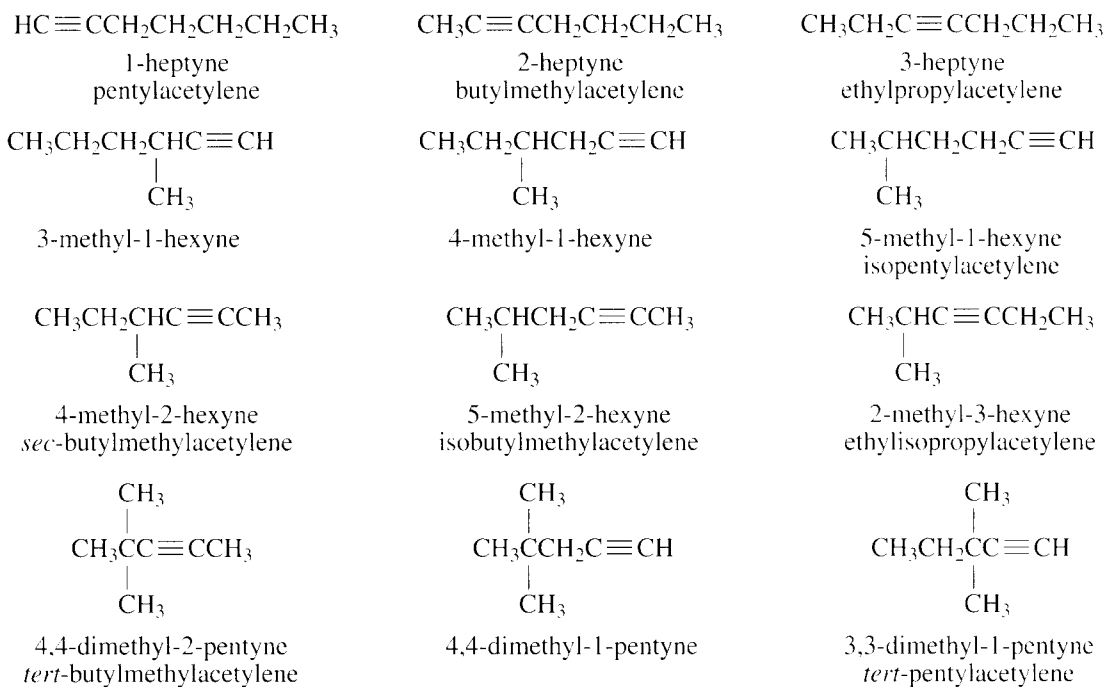 HC≡CCH₂CH₂CH₂CH₂CH₃ CH₃C≡CCH₂CH₂CH₂CH₃ CH₃CH₂C≡CCH₂CH₂CH₃
1-heptyne 2-heptyne 3-heptyne
pentylacetylene butylmethylacetylene ethylpropylacetylene
CH₃CH₂CH₂CHC≡CH CH₃CH₂CHCH₂C≡CH CH₃CHCH₂CH₂C≡CH
CH₃ CH₃ CH₃
3-methyl-1-hexyne 4-methyl-1-hexyne 5-methyl-1-hexyne
isopentylacetylene
CH₃CH₂CHC≡CCH₃ CH₃CHCH₂C≡CCH₃ CH₃CHC≡CCH₂CH₃
CH₃ CH₃ CH₃
4-methyl-2-hexyne 5-methyl-2-hexyne 2-methyl-3-hexyne
sec-butylmethylacetylene isobutylmethylacetylene ethylisopropylacetylene
CH₃ CH₃ CH₃
CH₃CC≡CCH₃ CH₃CCH₂C≡CH CH₃CH₂CC≡CH
CH₃ CH₃ CH₃
4,4-dimethyl-2-pentyne 4,4-dimethyl-1-pentyne 3,3-dimethyl-1-pentyne
tert-butylmethylacetylene tert-pentylacetylene